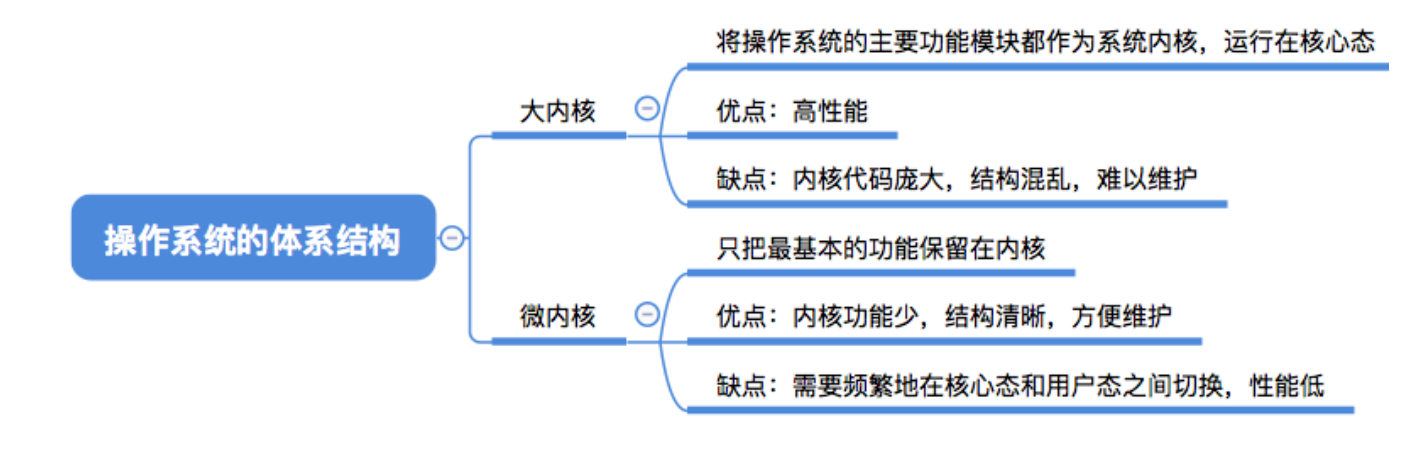 操作系统的体系结构
大内核
将操作系统的主要功能模块都作为系统内核，运行在核心态
优点：高性能
缺点：内核代码庞大，结构混乱，难以维护
微内核
只把最基本的功能保留在内核
优点：内核功能少，结构清晰，方便维护
缺点：需要频繁地在核心态和用户态之间切换，性能低